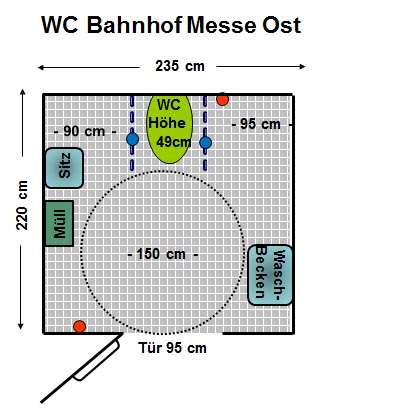 WC Bahnhof Messe Ost
235 cm
WC
Höhe
49cm
- 90 cm -
- 95 cm -
Sitz
220 cm
Müll
- 150 cm -
Wasch-
Becken
Tür 95 cm